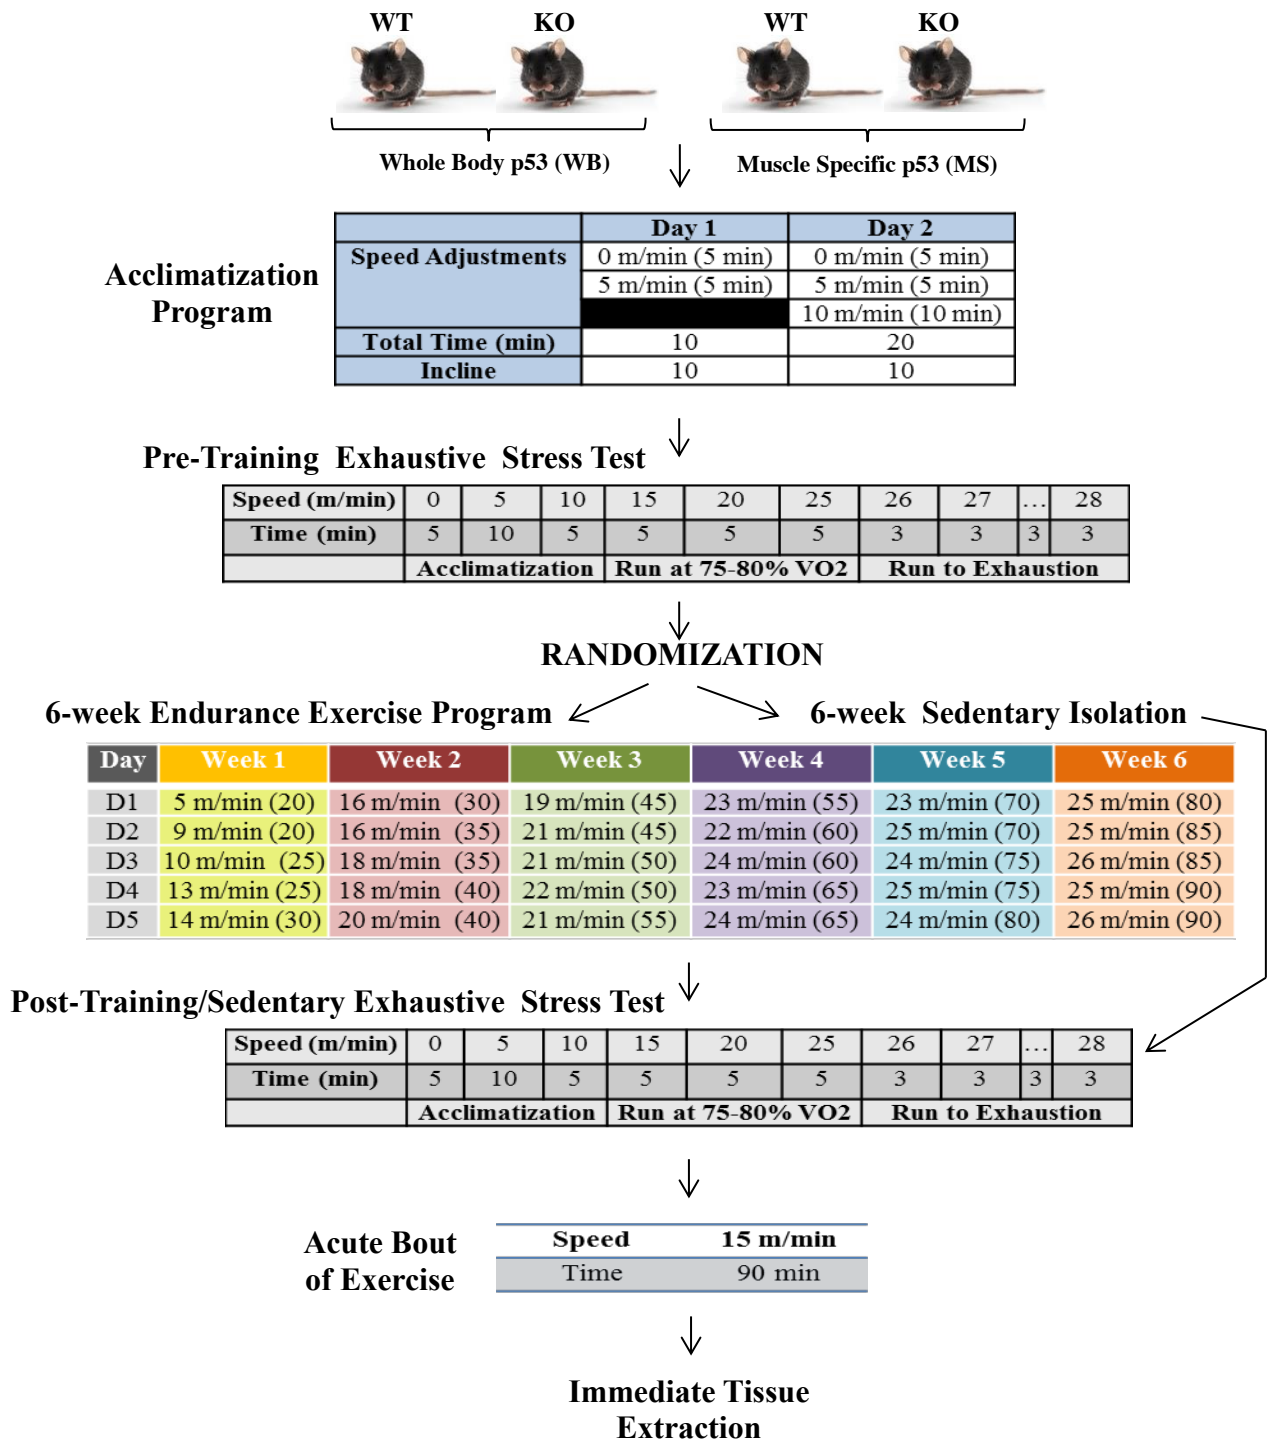 WT KO WT KO
Whole Body p53 (WB) Muscle Specific p53 (MS)
Acclimatization
Program
Day 1 Day 2
Speed Adjustments 0 m/min (5 min) 0 m/min (5 min)
5 m/min (5 min) 5 m/min (5 min)
10 m/min (10 min)
Total Time (min) 10 20
Incline 10 10
Pre-Training Exhaustive Stress Test
Speed (m/min) 0 5 10 15 20 25 26 27 ... 28
Time (min) 5 10 5 5 5 5 3 3 3 3
Acclimatization Run at 75-80% VO2 Run to Exhaustion
RANDOMIZATION
6-week Endurance Exercise Program 6-week Sedentary Isolation
Day Week 1 Week 2 Week 3 Week 4 Week 5 Week 6
D1 5 m/min (20) 16 m/min (30) 19 m/min (45) 23 m/min (55) 23 m/min (70) 25 m/min (80)
D2 9 m/min (20) 16 m/min (35) 21 m/min (45) 22 m/min (60) 25 m/min (70) 25 m/min (85)
D3 10 m/min (25) 18 m/min (35) 21 m/min (50) 24 m/min (60) 24 m/min (75) 26 m/min (85)
D4 13 m/min (25) 18 m/min (40) 22 m/min (50) 23 m/min (65) 25 m/min (75) 25 m/min (90)
D5 14 m/min (30) 20 m/min (40) 21 m/min (55) 24 m/min (65) 24 m/min (80) 26 m/min (90)
Post-Training/Sedentary Exhaustive Stress Test
Speed (m/min) 0 5 10 15 20 25 26 27 ... 28
Time (min) 5 10 5 5 5 5 3 3 3 3
Acclimatization Run at 75-80% VO2 Run to Exhaustion
Acute Bout
of Exercise
Speed 15 m/min
Time 90 min
Immediate Tissue
Extraction